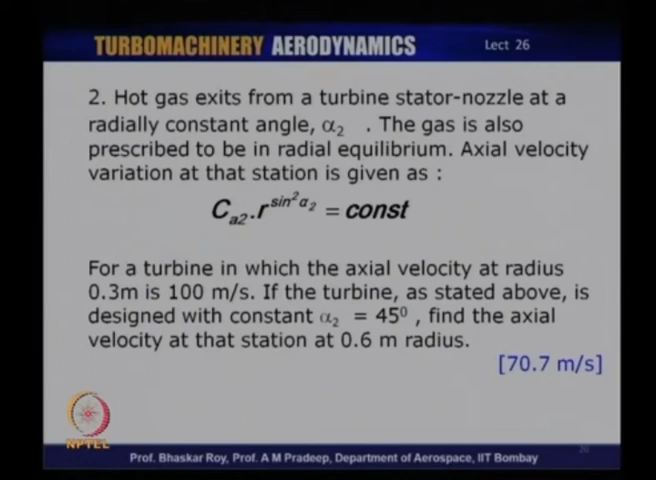 TURBOMACHINERY AERODYNAMICS Lect 26
2. Hot gas exits from a turbine stator-nozzle at a
radially constant angle, α₂ . The gas is also
prescribed to be in radial equilibrium. Axial velocity
variation at that station is given as :
Cₐ₂.r^sin²α₂ = const
For a turbine in which the axial velocity at radius
0.3m is 100 m/s. If the turbine, as stated above, is
designed with constant α₂ = 45⁰ , find the axial
velocity at that station at 0.6 m radius.
[70.7 m/s]
NPTEL
Prof. Bhaskar Roy, Prof. A M Pradeep, Department of Aerospace, IIT Bombay